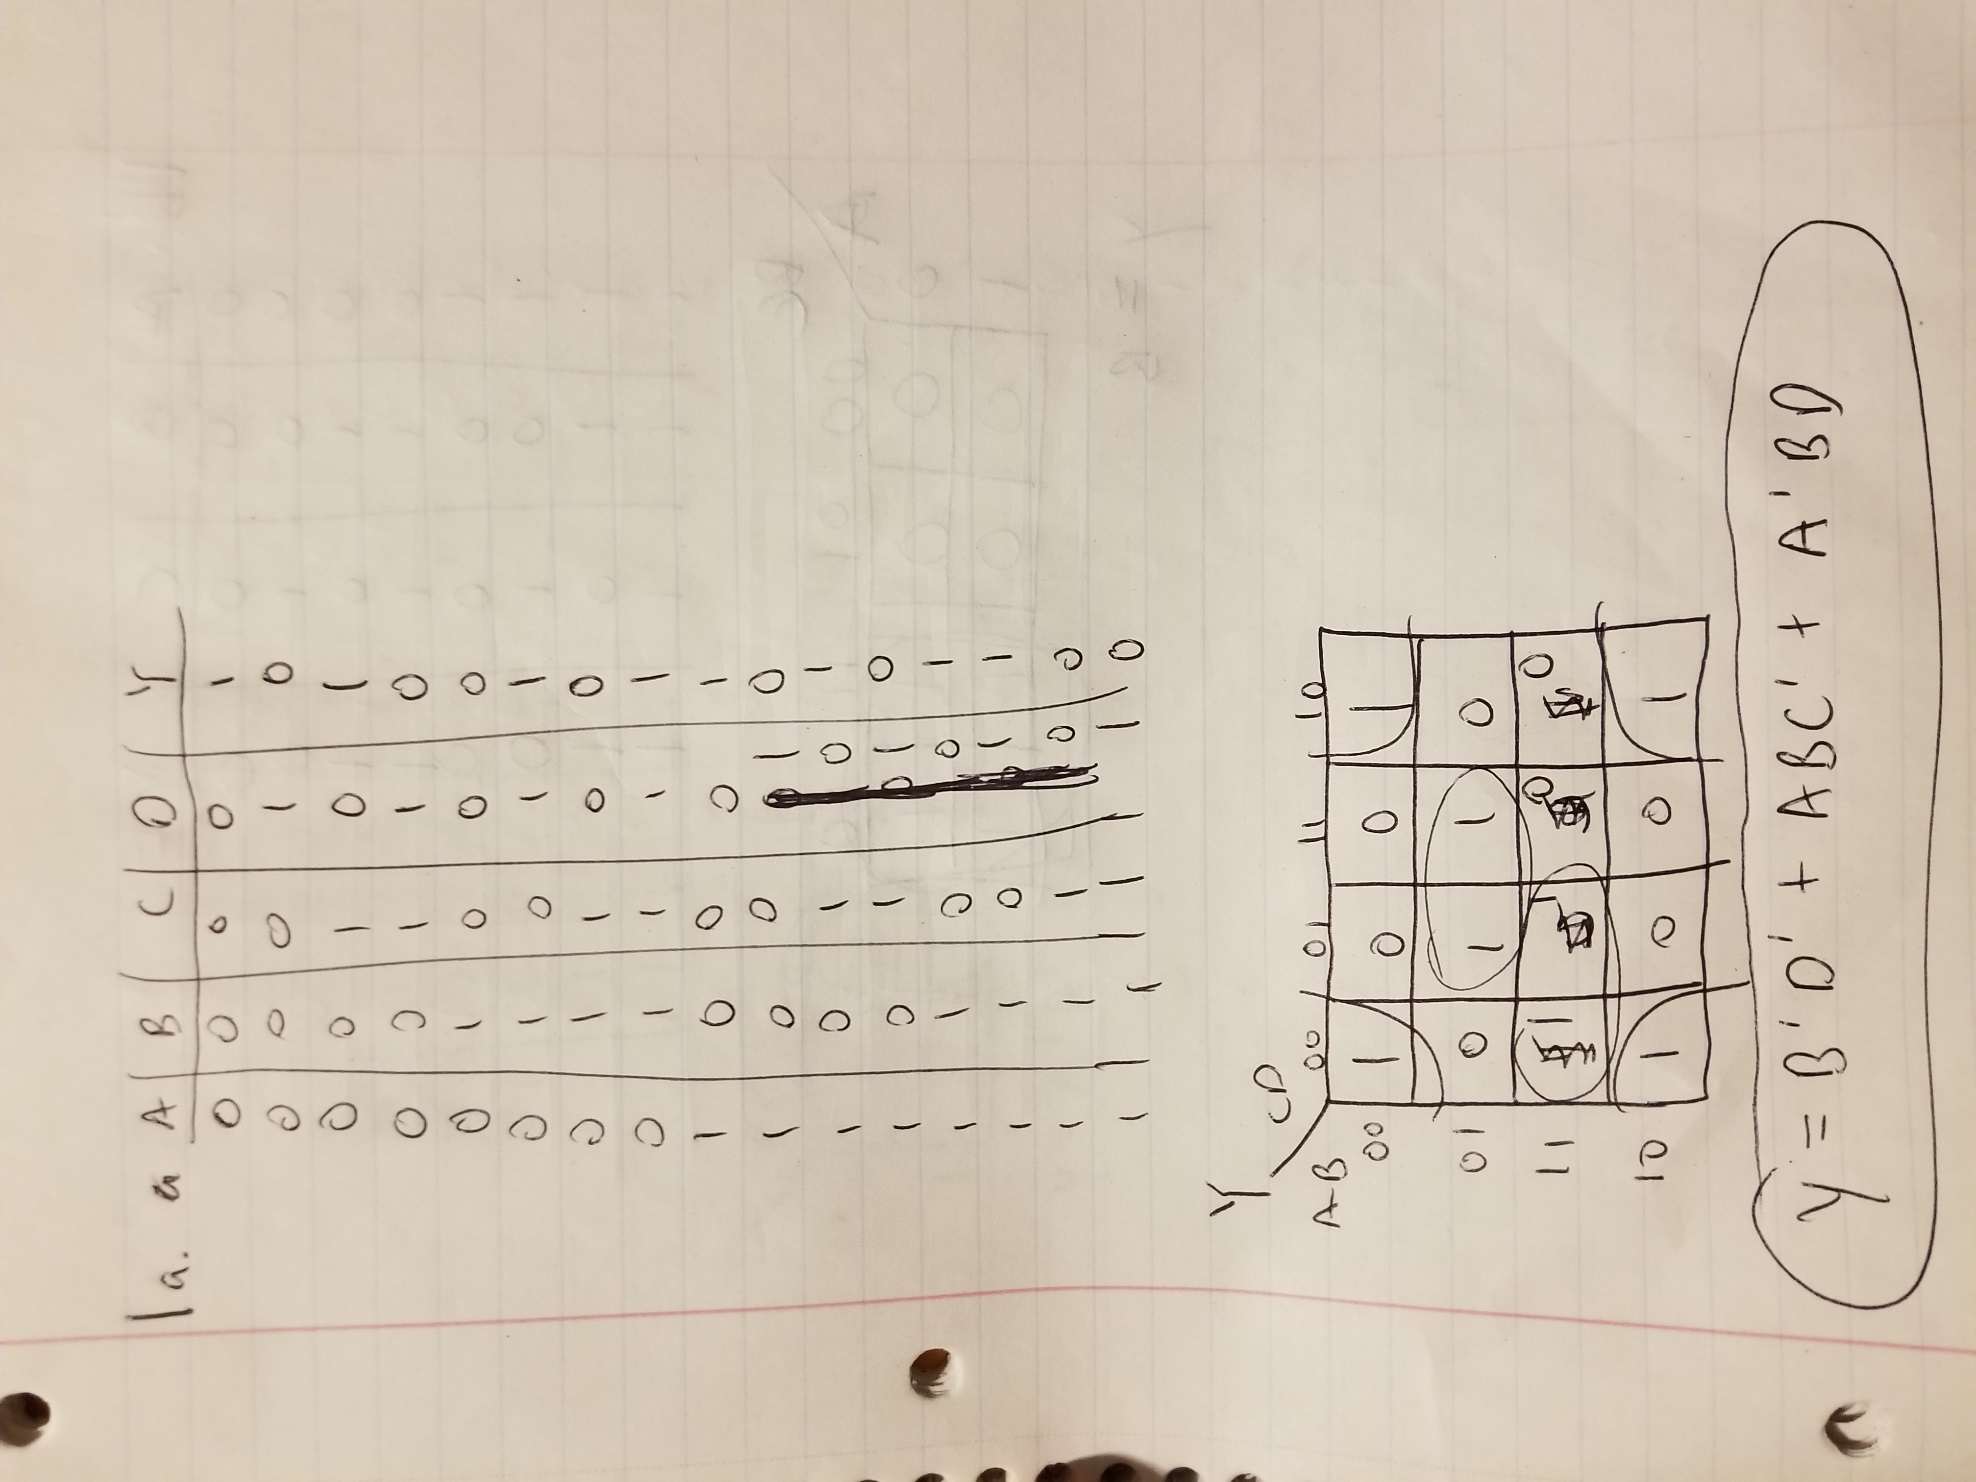 1a. a A B C D Y
0 0 0 0 1
0 0 0 1 0
0 0 1 0 1
0 0 1 1 0
0 1 0 0 0
0 1 0 1 1
0 1 1 0 0
0 1 1 1 1
1 0 0 0 1
1 0 0 1 0
1 0 1 0 1
1 0 1 1 0
1 1 0 0 1
1 1 0 1 1
1 1 1 0 0
1 1 1 1 0
Y CD
AB 00 01 11 10
00 1 0 0 1
01 0 1 1 0
11 1 1 0 0
10 1 0 0 1
Y = B'D' + ABC' + A'BD